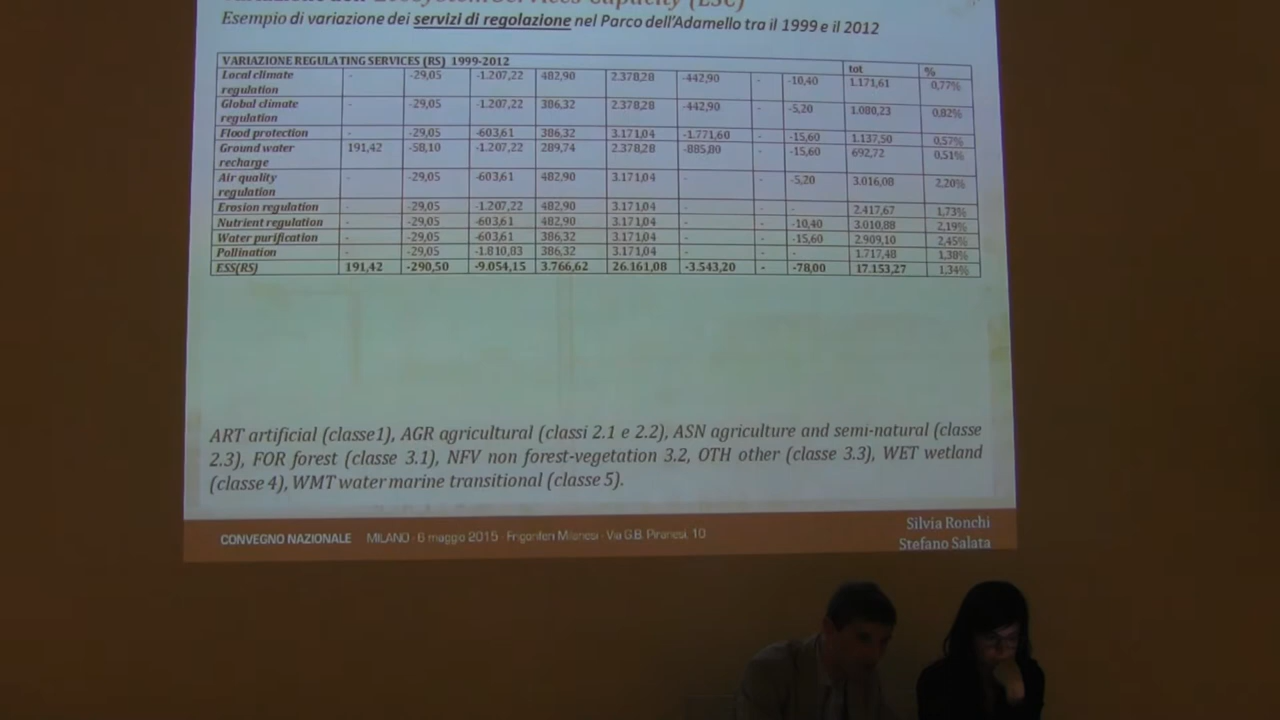 Ecosystem Services Capacity (ESC)
Esempio di variazione dei servizi di regolazione nel Parco dell'Adamello tra il 1999 e il 2012
VARIAZIONE REGULATING SERVICES (RS) 1999-2012 tot %
Local climate regulation - -29,05 -1.207,22 482,90 2.378,28 -442,90 - -10,40 1.171,61 0,77%
Global climate regulation - -29,05 -1.207,22 386,32 2.378,28 -442,90 - -5,20 1.080,23 0,82%
Flood protection - -29,05 -603,61 386,32 3.171,04 -1.771,60 - -15,60 1.137,50 0,57%
Ground water recharge 191,42 -58,10 -1.207,22 289,74 2.378,28 -885,80 - -15,60 692,72 0,51%
Air quality regulation - -29,05 -603,61 482,90 3.171,04 - - -5,20 3.016,08 2,20%
Erosion regulation - -29,05 -1.207,22 482,90 3.171,04 - - - 2.417,67 1,73%
Nutrient regulation - -29,05 -603,61 482,90 3.171,04 - - -10,40 3.010,88 2,19%
Water purification - -29,05 -603,61 386,32 3.171,04 - - -15,60 2.909,10 2,45%
Pollination - -29,05 -1.810,83 386,32 3.171,04 - - - 1.717,48 1,38%
ESS(RS) 191,42 -290,50 -9.054,15 3.766,62 26.161,08 -3.543,20 - -78,00 17.153,27 1,34%
ART artificial (classe1), AGR agricultural (classi 2.1 e 2.2), ASN agriculture and semi-natural (classe
2.3), FOR forest (classe 3.1), NFV non forest-vegetation 3.2, OTH other (classe 3.3), WET wetland
(classe 4), WMT water marine transitional (classe 5).
CONVEGNO NAZIONALE MILANO · 6 maggio 2015 · Frigoriferi Milanesi · Via G.B. Piranesi, 10
Silvia Ronchi
Stefano Salata